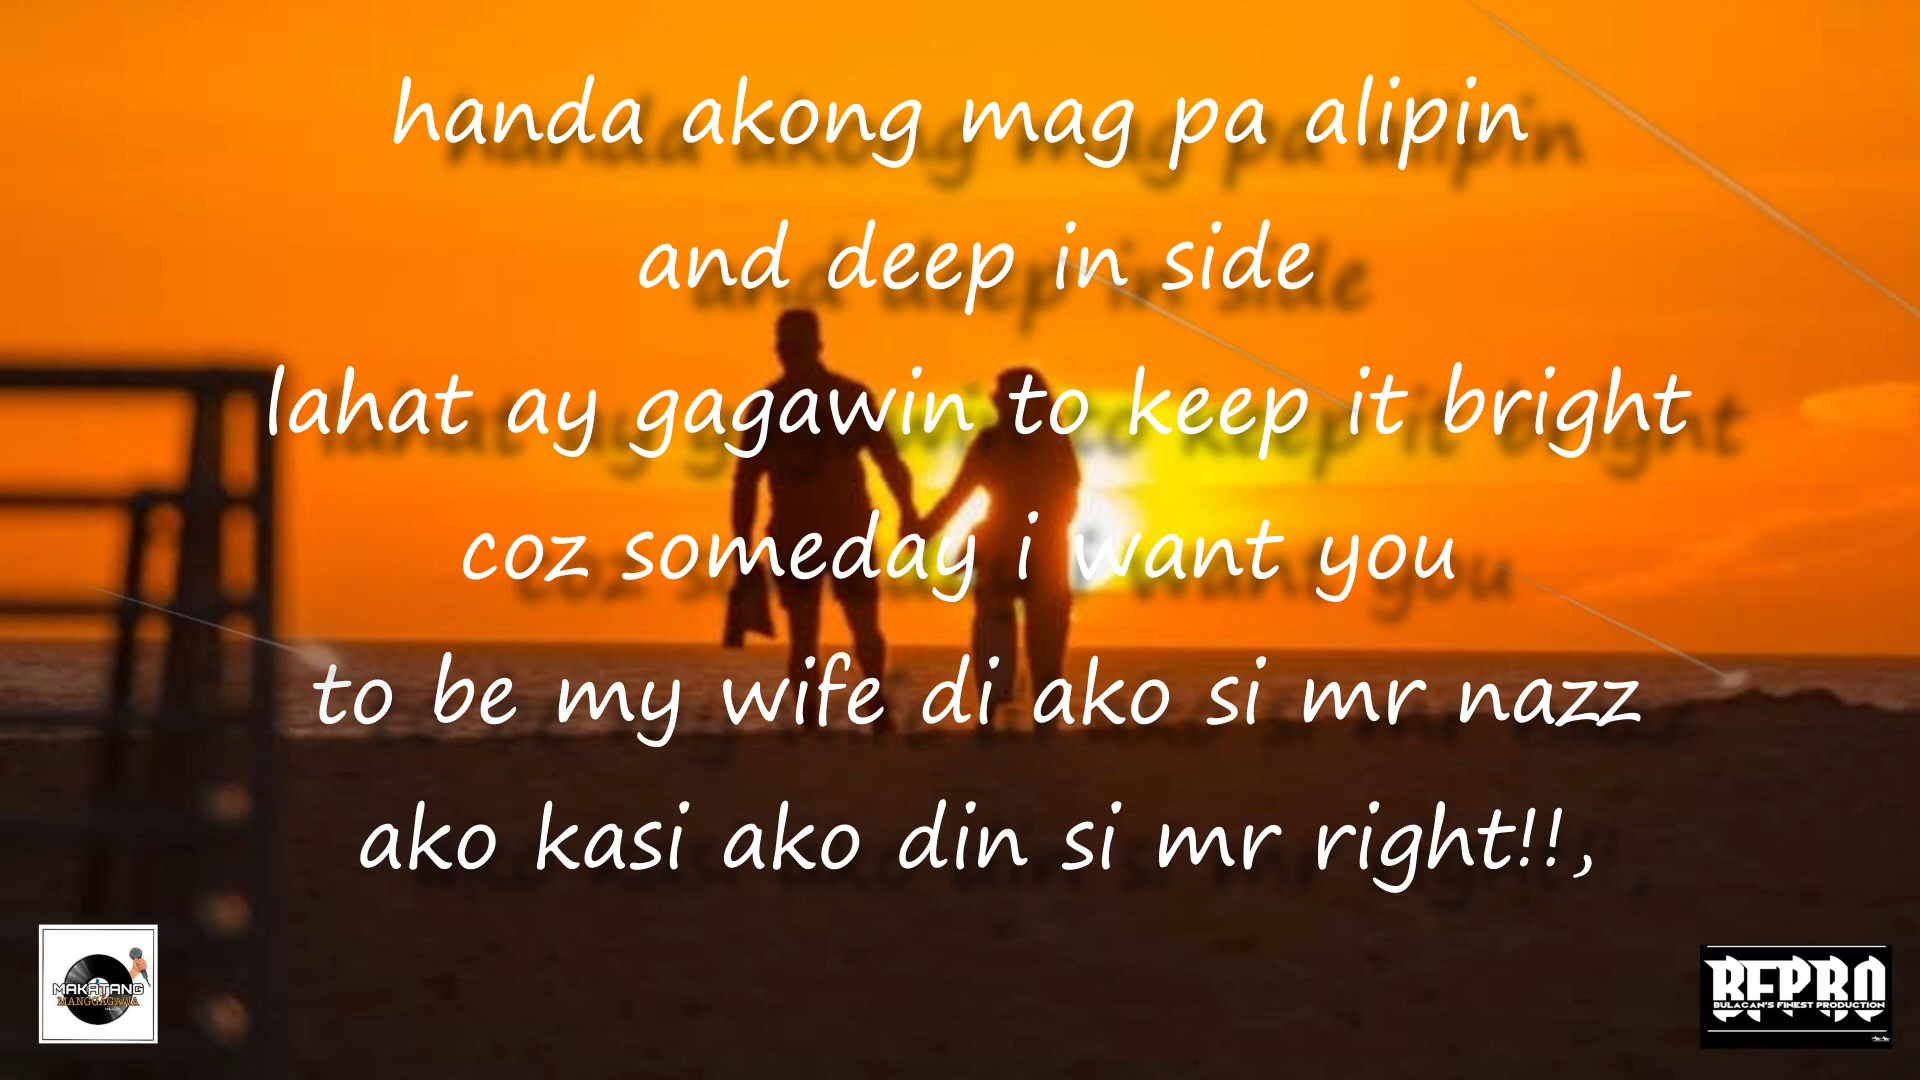 handa akong mag pa alipin
and deep in side
lahat ay gagawin to keep it bright
coz someday i want you
to be my wife di ako si mr nazz
ako kasi ako din si mr right!!,
MAKATANG
MANGGAGAWA
BFPRO
BULACAN'S FINEST PRODUCTION